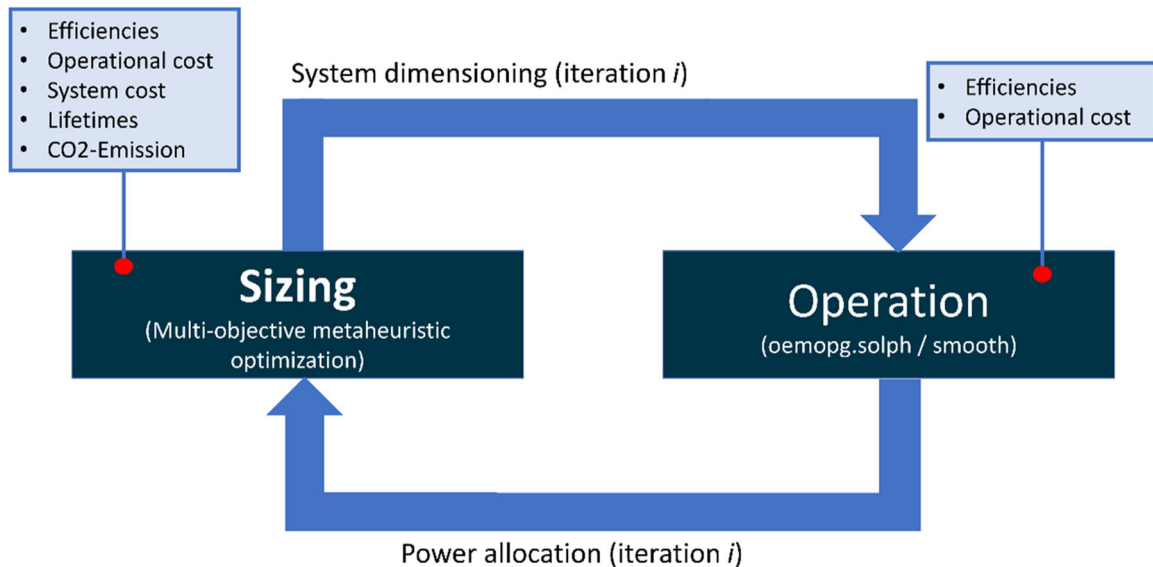 • Efficiencies
• Operational cost
• System cost
• Lifetimes
• CO2-Emission
System dimensioning (iteration i)
• Efficiencies
• Operational cost
Sizing
(Multi-objective metaheuristic
optimization)
Operation
(oemopg.solph / smooth)
Power allocation (iteration i)